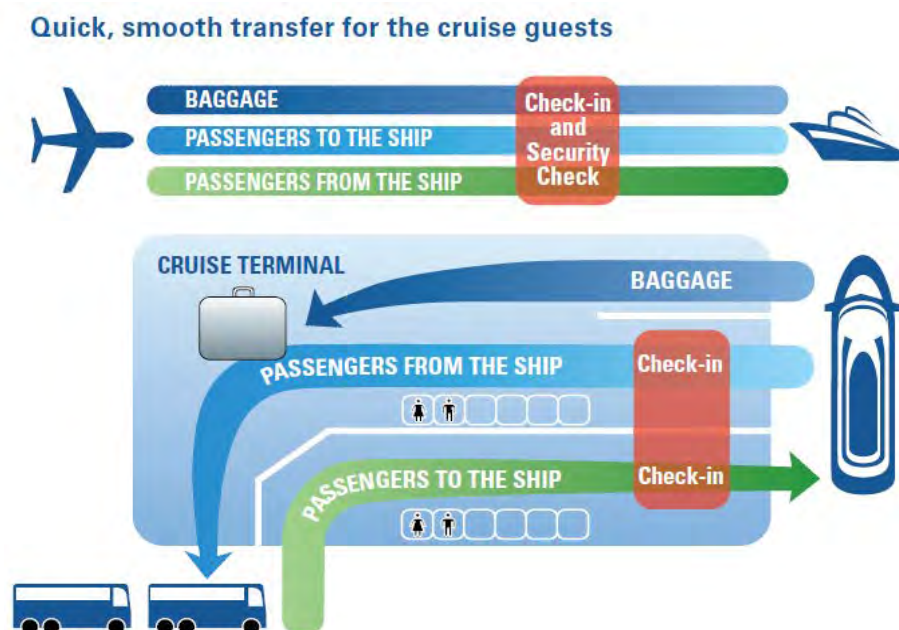 Quick, smooth transfer for the cruise guests
BAGGAGE
PASSENGERS TO THE SHIP
PASSENGERS FROM THE SHIP
Check-in
and
Security
Check
CRUISE TERMINAL
BAGGAGE
PASSENGERS FROM THE SHIP
Check-in
PASSENGERS TO THE SHIP
Check-in